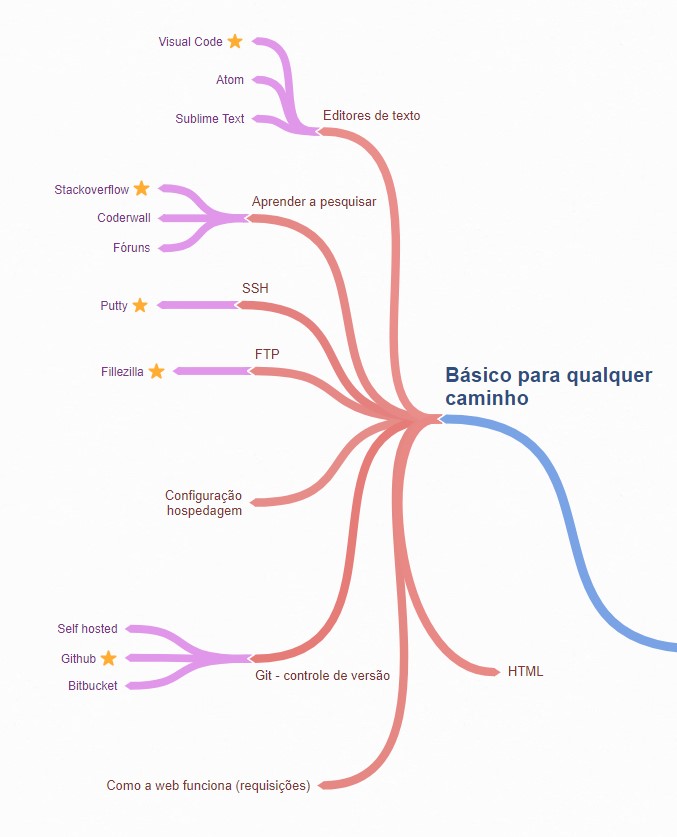 Visual Code
Atom
Sublime Text
Editores de texto
Stackoverflow
Coderwall
Fóruns
Aprender a pesquisar
Putty
SSH
Fillezilla
FTP
Básico para qualquer
caminho
Configuração
hospedagem
Self hosted
Github
Bitbucket
Git - controle de versão
HTML
Como a web funciona (requisições)